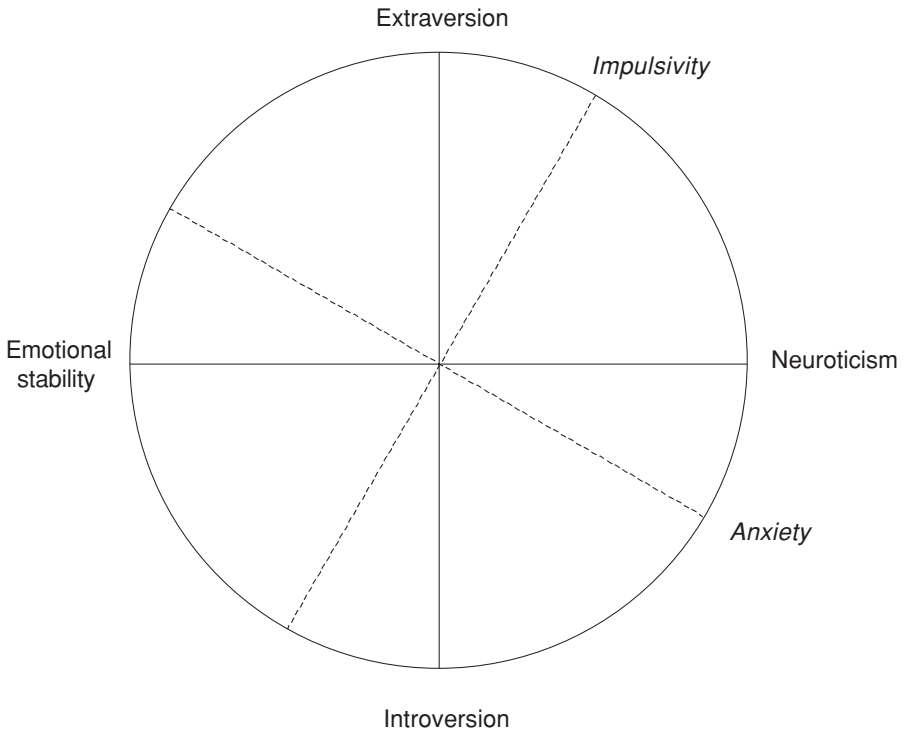 Extraversion
Impulsivity
Emotional
stability
Neuroticism
Anxiety
Introversion